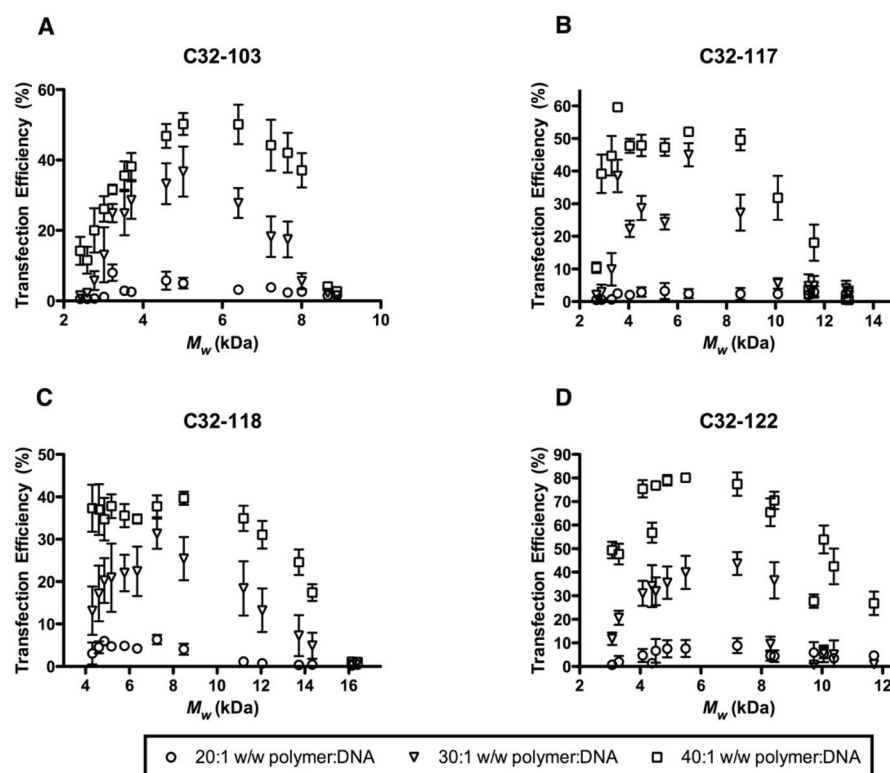 A
C32-103
Transfection Efficiency (%)
60
40
20
0
2
4
6
8
10
Mw (kDa)
B
C32-117
Transfection Efficiency (%)
60
50
40
30
20
10
0
2
4
6
8
10
12
14
Mw (kDa)
C
C32-118
Transfection Efficiency (%)
50
40
30
20
10
0
4
6
8
10
12
14
16
Mw (kDa)
D
C32-122
Transfection Efficiency (%)
90
80
70
60
50
40
30
20
10
0
2
4
6
8
10
12
Mw (kDa)
20:1 w/w polymer:DNA
30:1 w/w polymer:DNA
40:1 w/w polymer:DNA